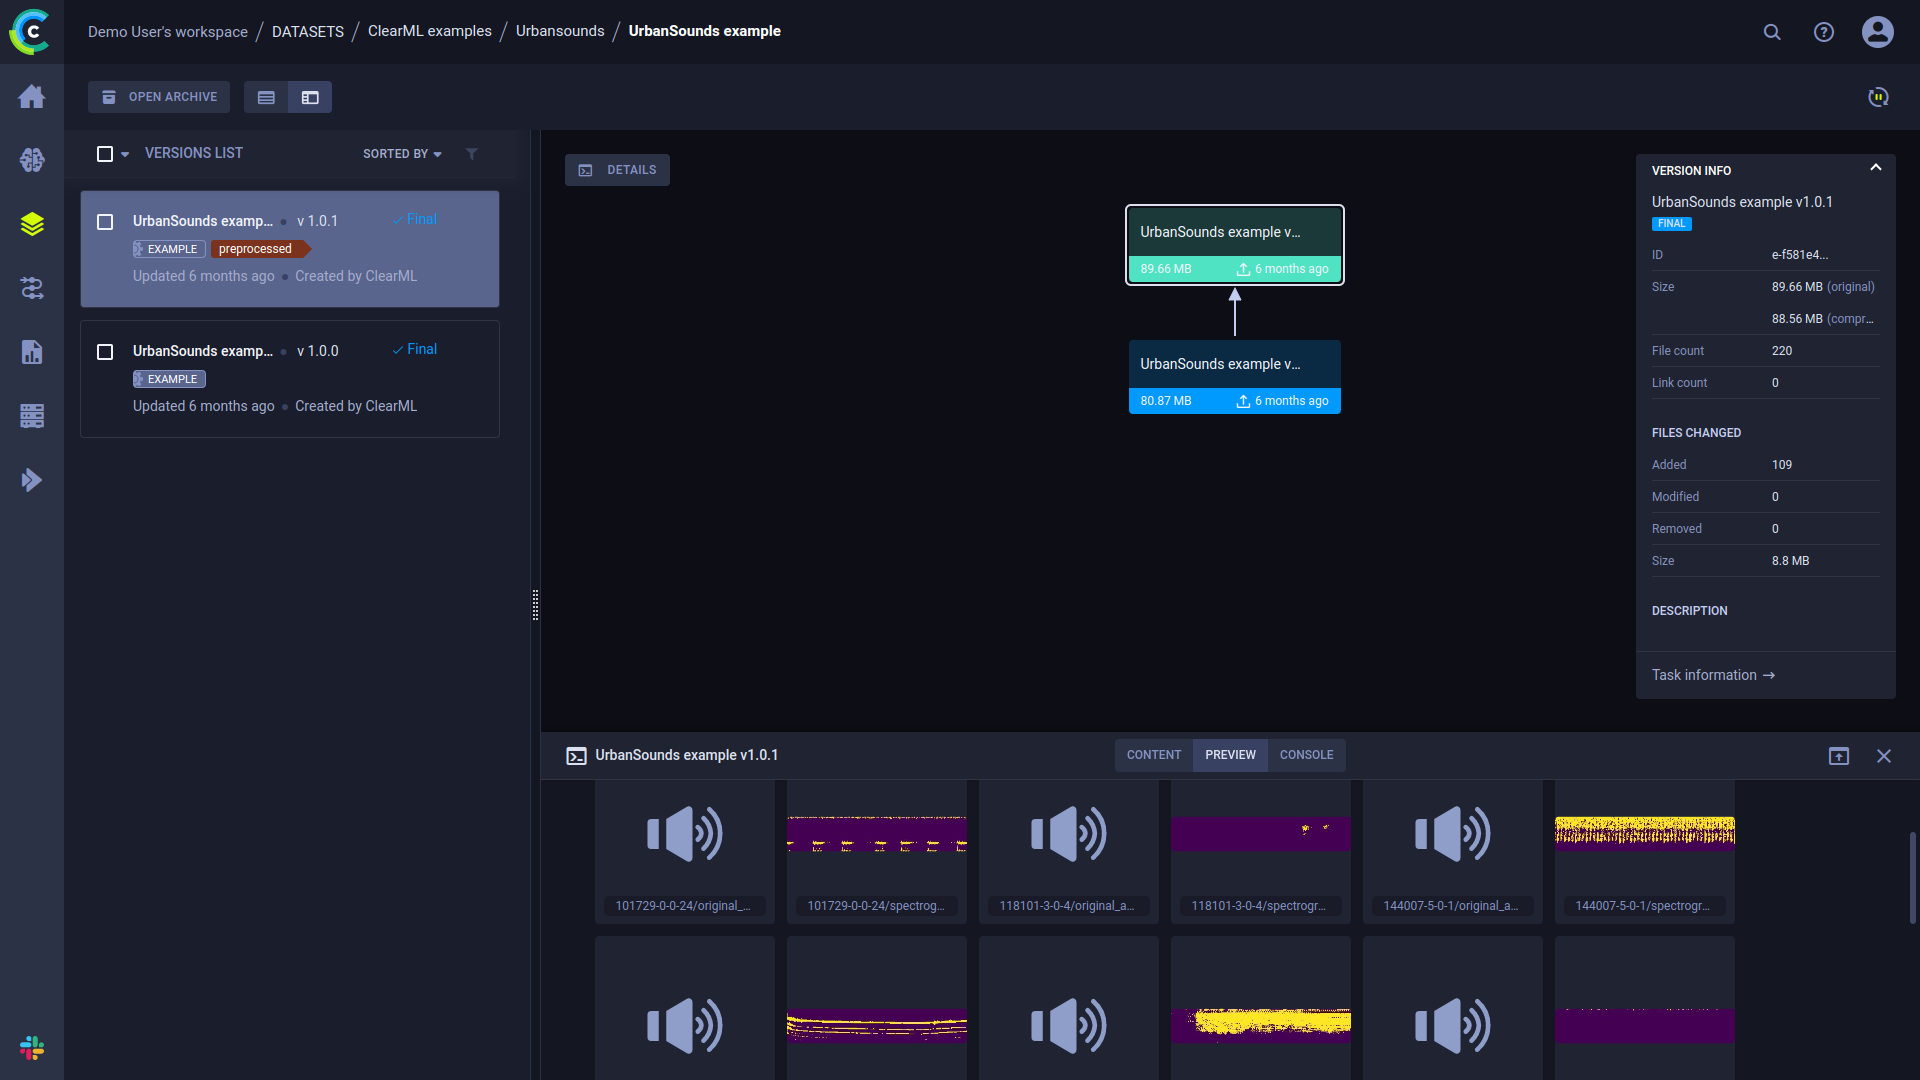 Demo User's workspace / DATASETS / ClearML examples / Urbansounds / UrbanSounds example
OPEN ARCHIVE
VERSIONS LIST SORTED BY
UrbanSounds examp... v 1.0.1 Final
EXAMPLE preprocessed
Updated 6 months ago Created by ClearML
UrbanSounds examp... v 1.0.0 Final
EXAMPLE
Updated 6 months ago Created by ClearML
DETAILS
UrbanSounds example v...
89.66 MB 6 months ago
UrbanSounds example v...
80.87 MB 6 months ago
VERSION INFO
UrbanSounds example v1.0.1
FINAL
ID e-f581e4...
Size 89.66 MB (original)
88.56 MB (compr...
File count 220
Link count 0
FILES CHANGED
Added 109
Modified 0
Removed 0
Size 8.8 MB
DESCRIPTION
Task information →
UrbanSounds example v1.0.1
CONTENT PREVIEW CONSOLE
101729-0-0-24/original_...
101729-0-0-24/spectrog...
118101-3-0-4/original_a...
118101-3-0-4/spectrogr...
144007-5-0-1/original_a...
144007-5-0-1/spectrogr...